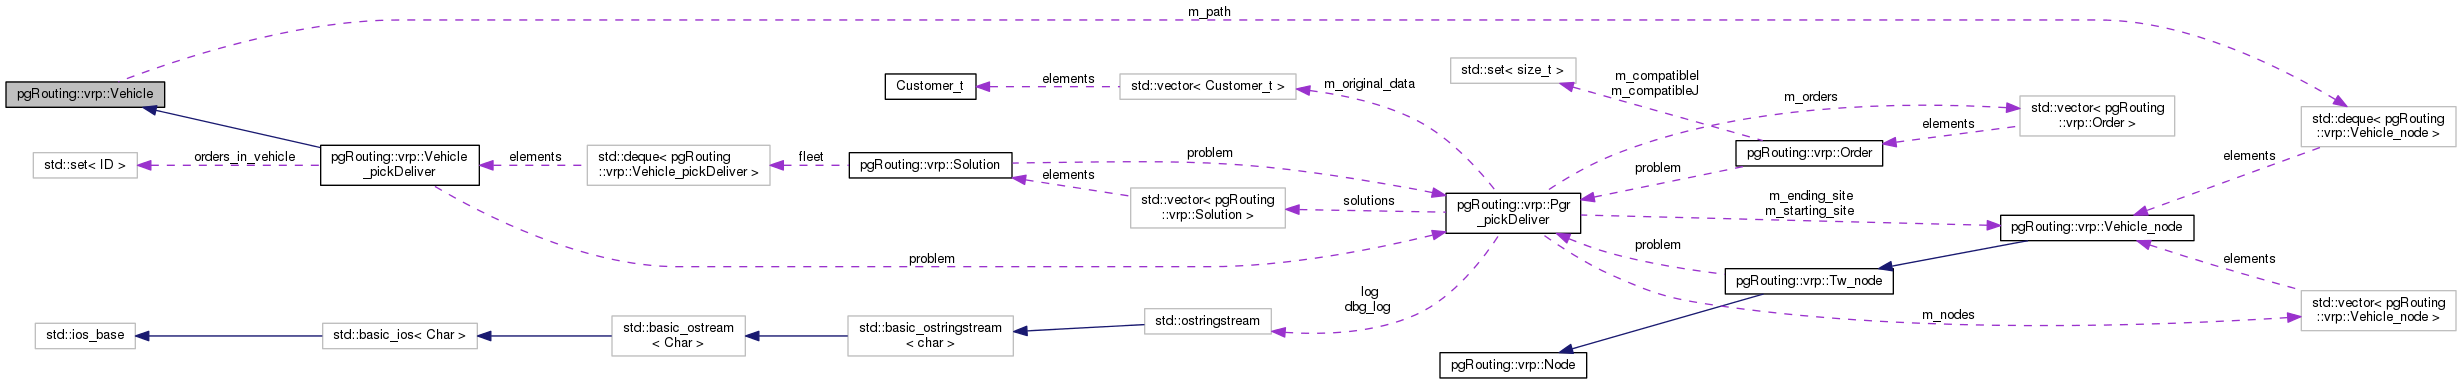 m_path
pgRouting::vrp::Vehicle
std::set< ID >
orders_in_vehicle
pgRouting::vrp::Vehicle
_pickDeliver
elements
std::deque< pgRouting
::vrp::Vehicle_pickDeliver >
fleet
pgRouting::vrp::Solution
Customer_t
elements
std::vector< Customer_t >
m_original_data
problem
elements
std::vector< pgRouting
::vrp::Solution >
solutions
problem
pgRouting::vrp::Pgr
_pickDeliver
std::set< size_t >
m_compatibleI
m_compatibleJ
pgRouting::vrp::Order
problem
m_orders
elements
std::vector< pgRouting
::vrp::Order >
std::deque< pgRouting
::vrp::Vehicle_node >
elements
m_ending_site
m_starting_site
pgRouting::vrp::Vehicle_node
problem
pgRouting::vrp::Tw_node
elements
std::vector< pgRouting
::vrp::Vehicle_node >
m_nodes
log
dbg_log
std::ios_base
std::basic_ios< Char >
std::basic_ostream
< Char >
std::basic_ostringstream
< char >
std::ostringstream
pgRouting::vrp::Node